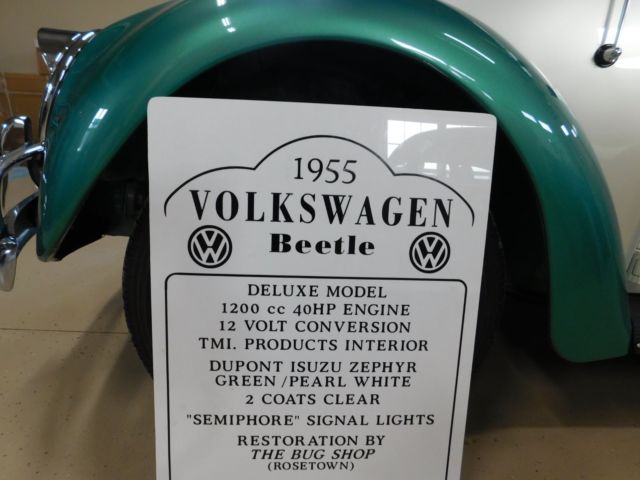 1955
VOLKSWAGEN
Beetle
DELUXE MODEL
1200 cc 40HP ENGINE
12 VOLT CONVERSION
TMI. PRODUCTS INTERIOR
DUPONT ISUZU ZEPHYR
GREEN /PEARL WHITE
2 COATS CLEAR
"SEMIPHORE" SIGNAL LIGHTS
RESTORATION BY
THE BUG SHOP
(ROSETOWN)